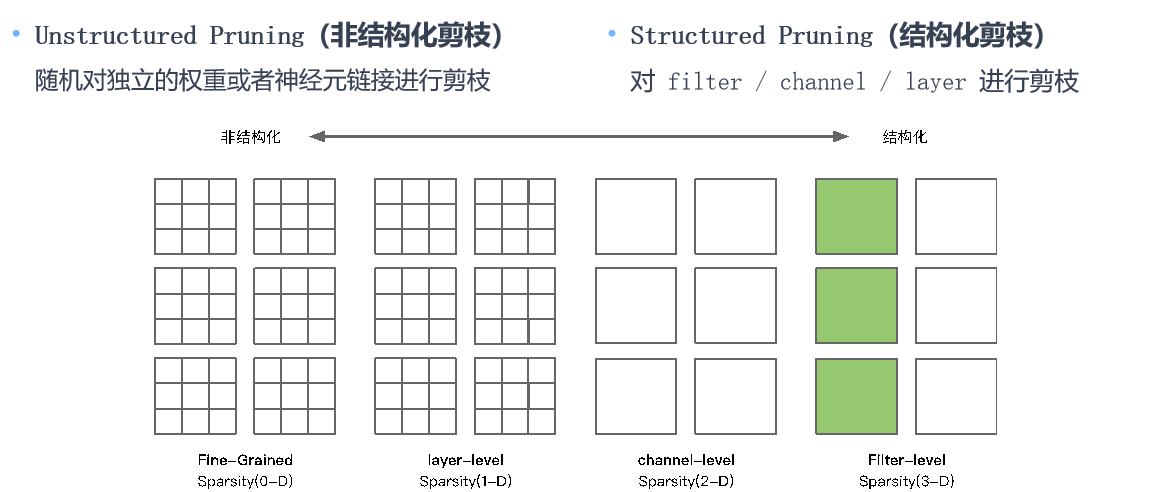 • Unstructured Pruning (非结构化剪枝)
随机对独立的权重或者神经元链接进行剪枝
• Structured Pruning (结构化剪枝)
对 filter / channel / layer 进行剪枝
非结构化
结构化
Fine-Grained
Sparsity(0-D)
layer-level
Sparsity(1-D)
channel-level
Sparsity(2-D)
Filter-level
Sparsity(3-D)